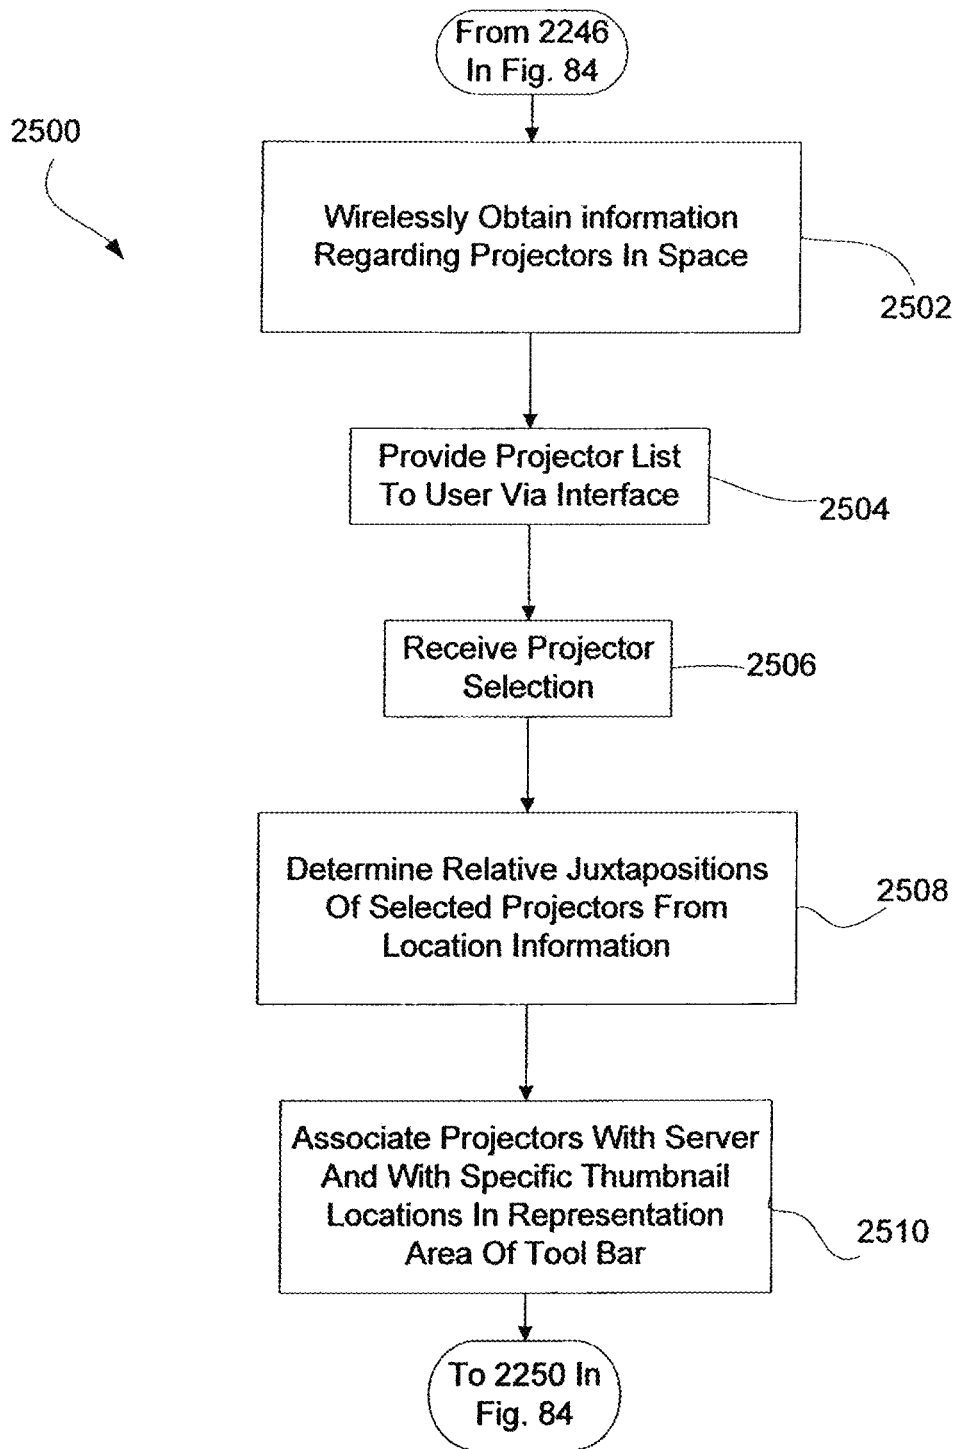 From 2246
In Fig. 84
2500
Wirelessly Obtain information
Regarding Projectors In Space
2502
Provide Projector List
To User Via Interface
2504
Receive Projector
Selection
2506
Determine Relative Juxtapositions
Of Selected Projectors From
Location Information
2508
Associate Projectors With Server
And With Specific Thumbnail
Locations In Representation
Area Of Tool Bar
2510
To 2250 In
Fig. 84